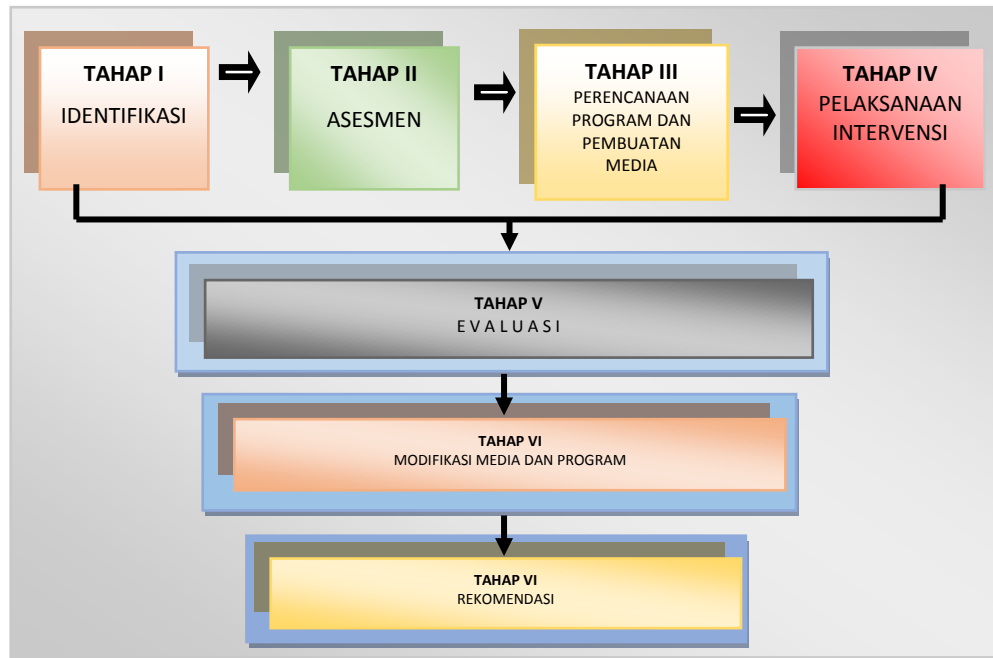 TAHAP I
IDENTIFIKASI
TAHAP II
ASESMEN
TAHAP III
PERENCANAAN
PROGRAM DAN
PEMBUATAN
MEDIA
TAHAP IV
PELAKSANAAN
INTERVENSI
TAHAP V
E V A L U A S I
TAHAP VI
MODIFIKASI MEDIA DAN PROGRAM
TAHAP VI
REKOMENDASI